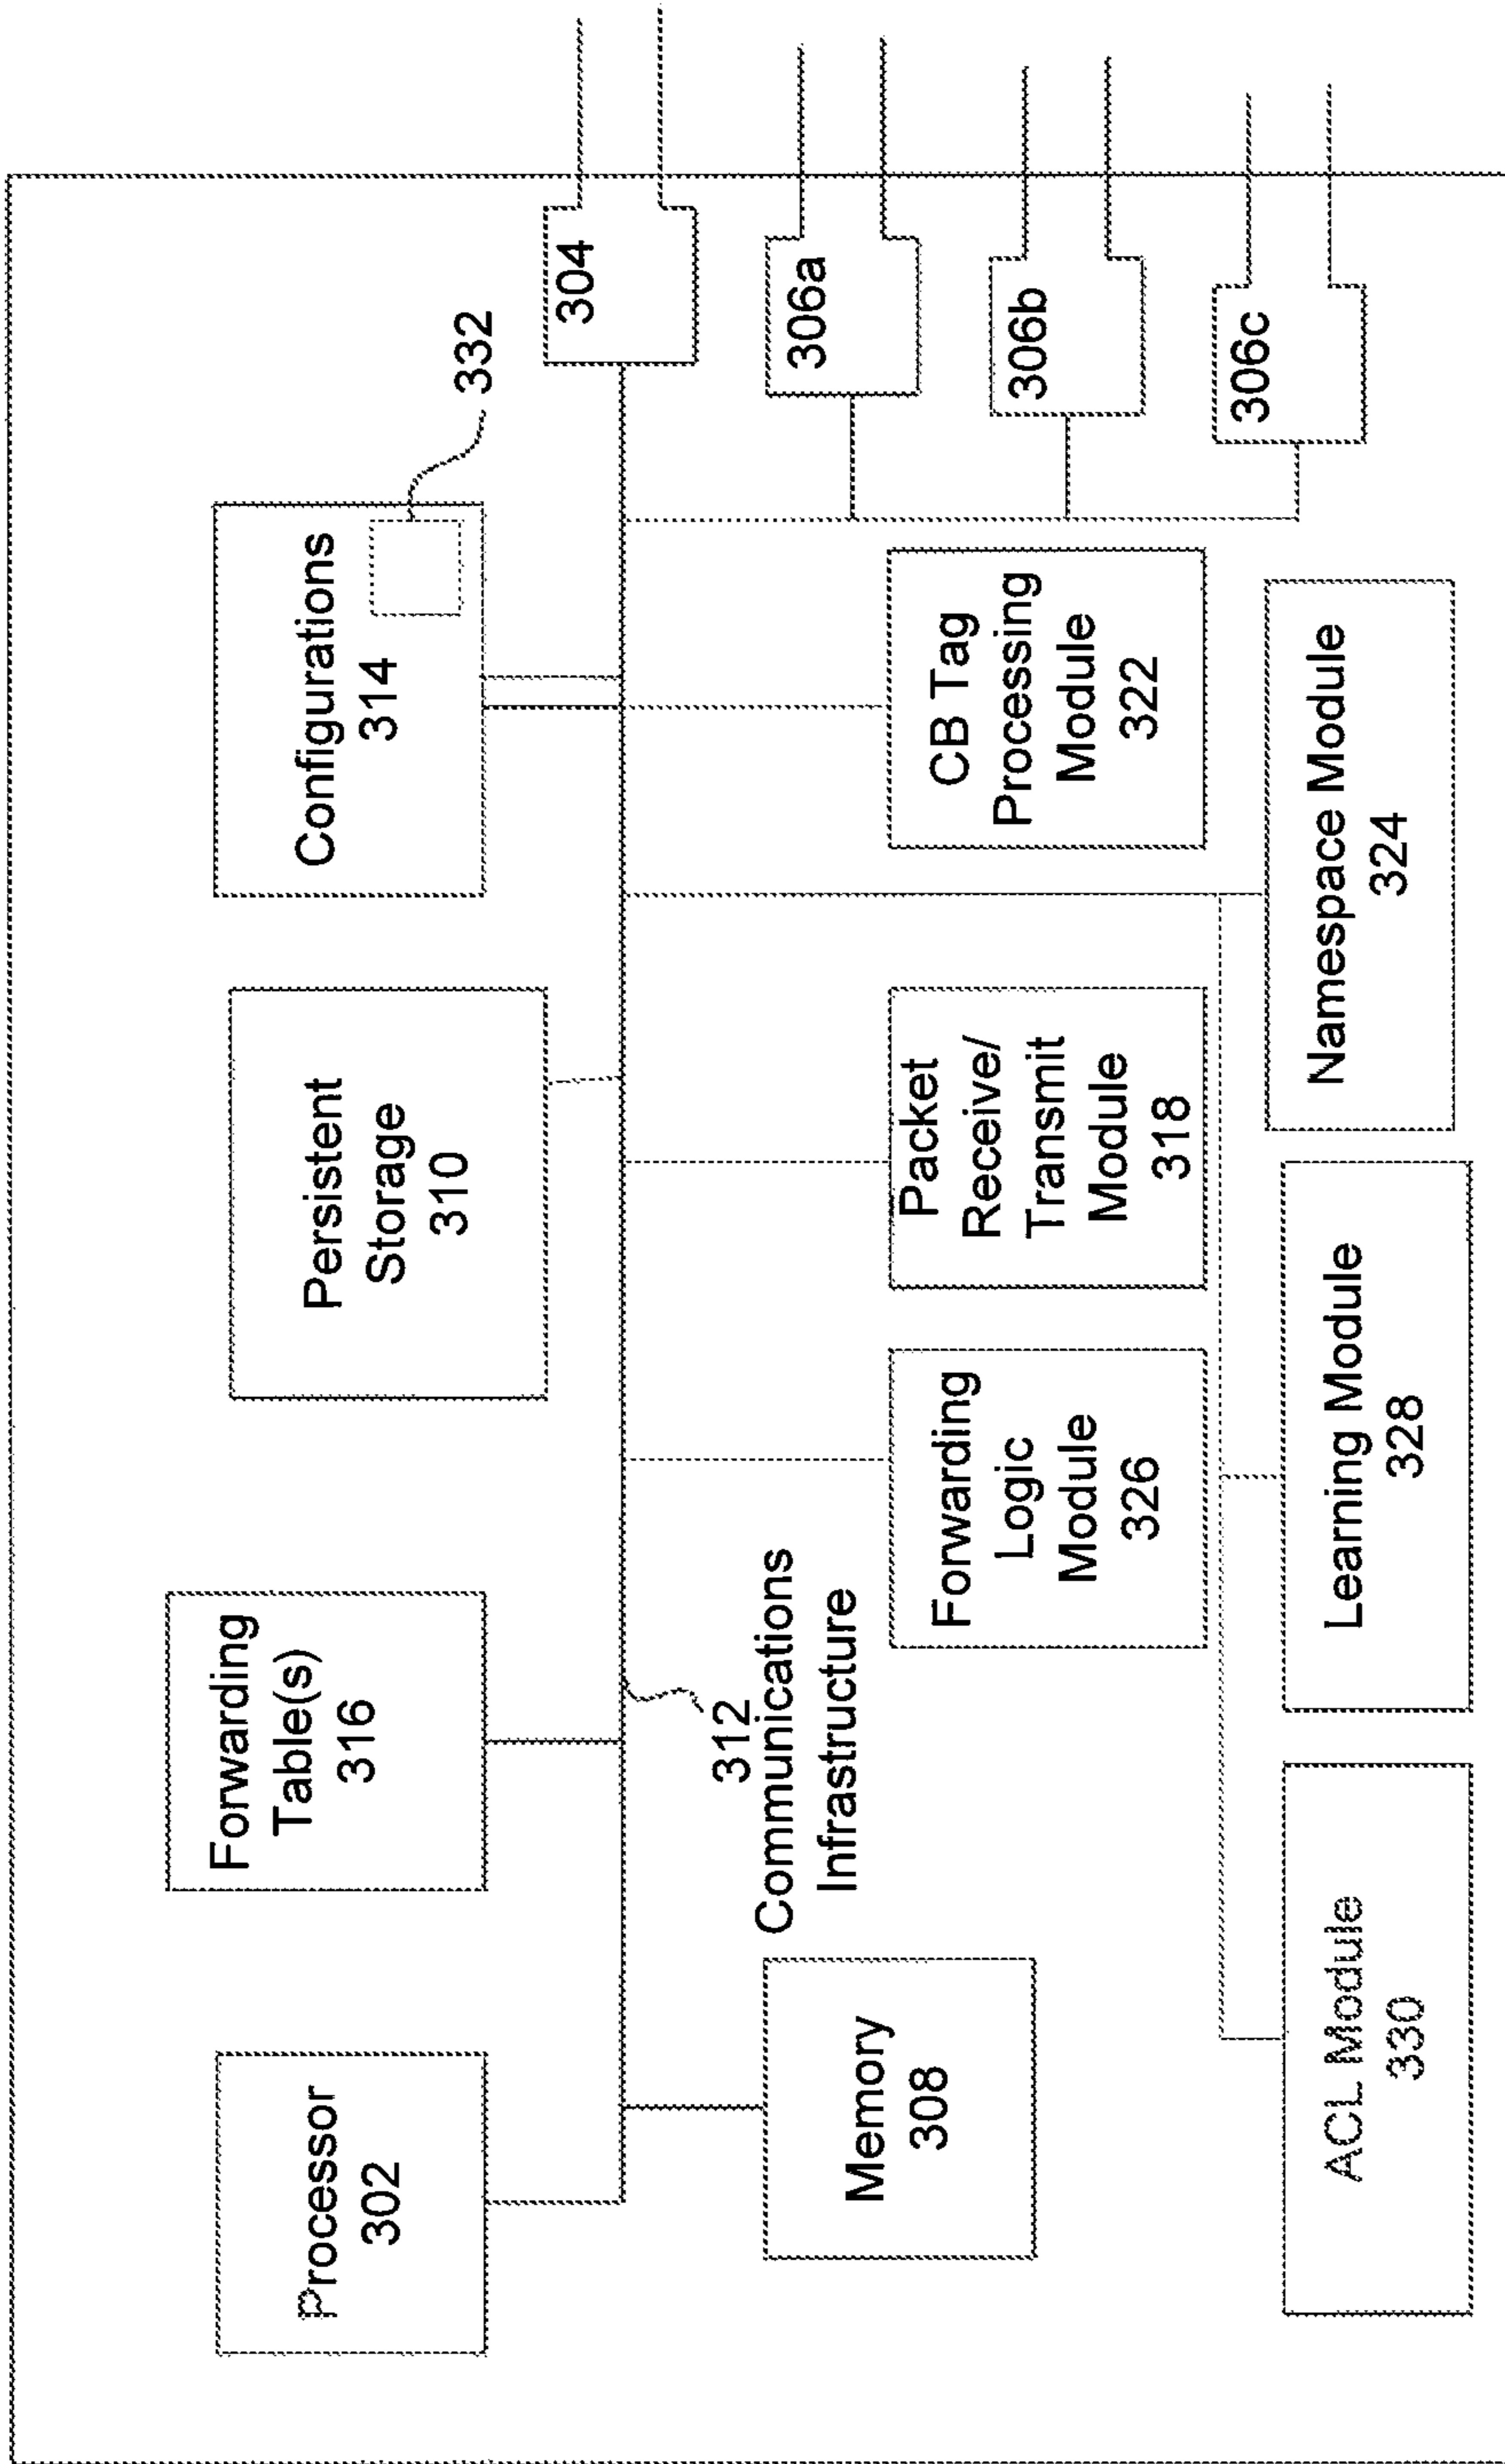 Processor
302
Forwarding
Table(s)
316
Persistent
Storage
310
Configurations
314
332
304
306a
306b
306c
Memory
308
312
Communications
Infrastructure
Forwarding
Logic
Module
326
Packet
Receive/
Transmit
Module
318
CB Tag
Processing
Module
322
ACL Module
330
Learning Module
328
Namespace Module
324